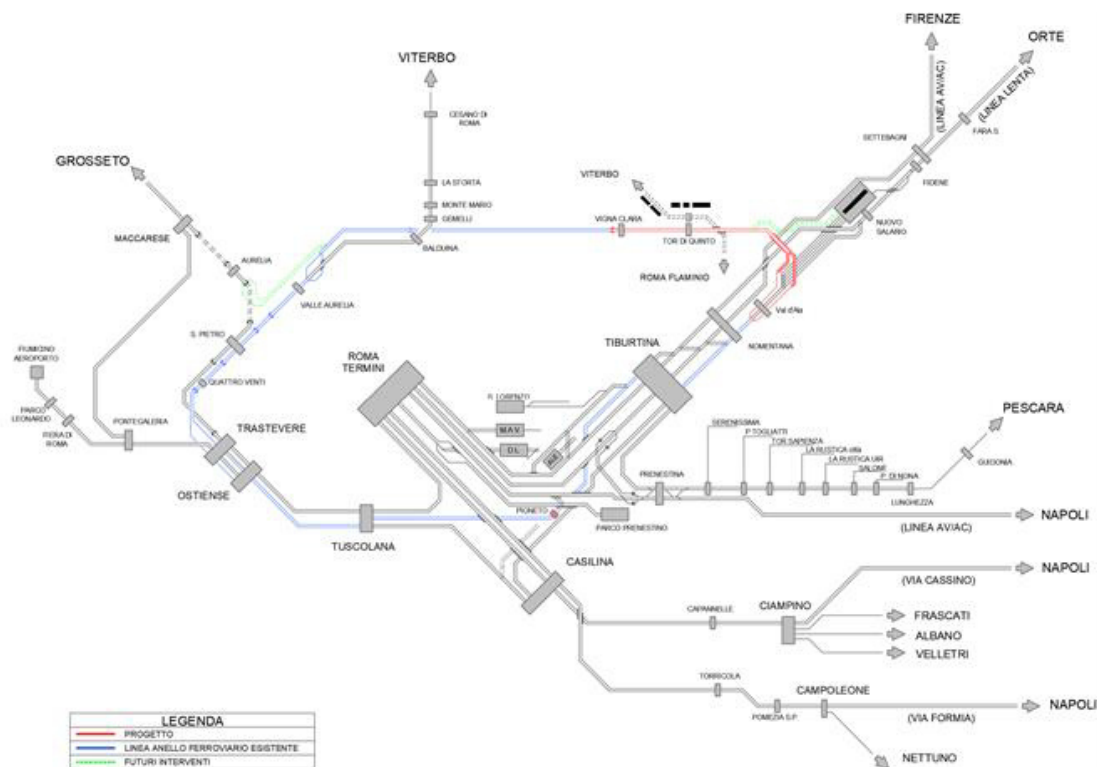 FIRENZE
ORTE
VITERBO
(LINEA AV/AC)
(LINEA LENTA)
CESANO DI
ROMA
FARA S.
SETTEBAGNI
GROSSETO
FIDENE
LA STORTA
VITERBO
MONTE MARIO
GEMELLI
VIGNA CLARA
NUOVO
SALARIO
MACCARESE
BALDUINA
TOR DI QUINTO
AURELIA
ROMA FLAMINIO
VALLE AURELIA
Val d'Ala
S. PIETRO
NOMENTANA
FIUMICINO
AEROPORTO
ROMA
TERMINI
TIBURTINA
QUATTRO VENTI
S. LORENZO
PARCO
LEONARDO
FIERA DI
ROMA
PONTEGALERIA
TRASTEVERE
M.A.V.
D.L.
PESCARA
SERENISSIMA
P.TOGLIATTI
TOR SAPIENZA
LA RUSTICA città
LA RUSTICA UIR
SALONE
P. DI NONA
GUIDONIA
PRENESTINA
LUNGHEZZA
OSTIENSE
PIGNETO
PARCO PRENESTINO
NAPOLI
(LINEA AV/AC)
TUSCOLANA
CASILINA
NAPOLI
(VIA CASSINO)
CAPANNELLE
CIAMPINO
FRASCATI
ALBANO
VELLETRI
TORRICOLA
CAMPOLEONE
NAPOLI
POMEZIA S.P.
(VIA FORMIA)
NETTUNO
LEGENDA
PROGETTO
LINEA ANELLO FERROVIARIO ESISTENTE
FUTURI INTERVENTI